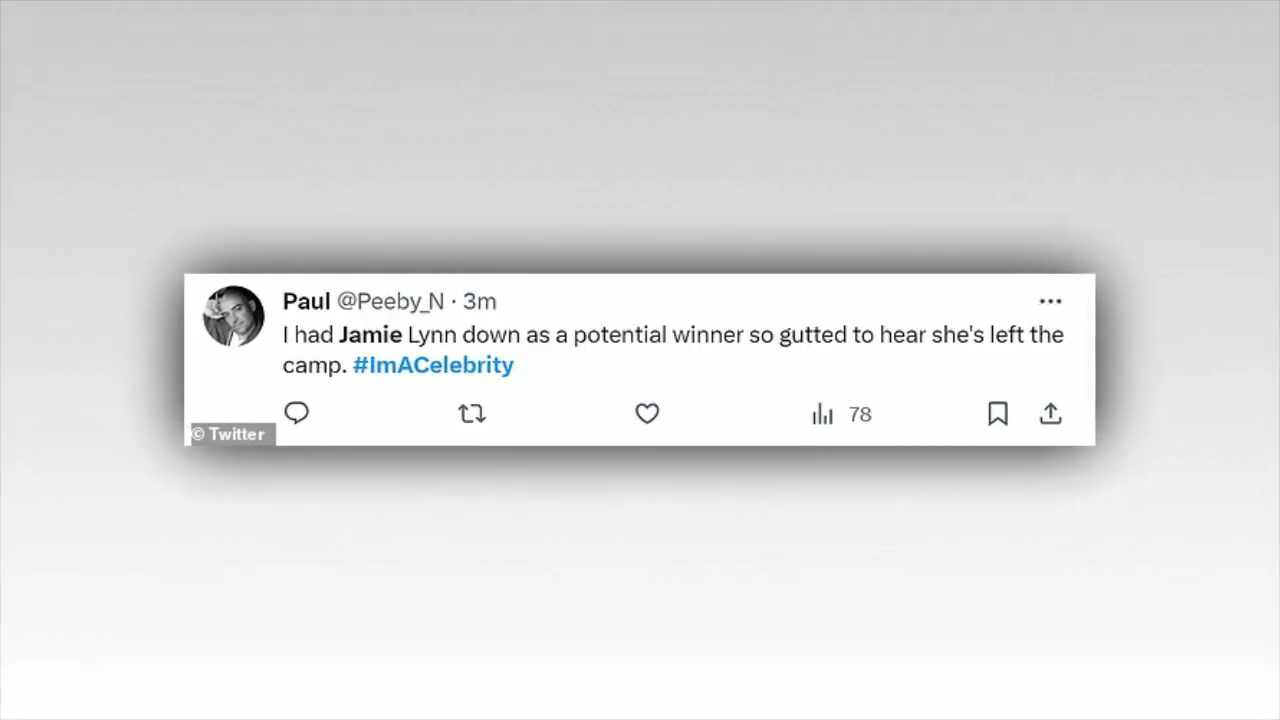 Paul @Peeby_N · 3m
I had Jamie Lynn down as a potential winner so gutted to hear she's left the
camp. #ImACelebrity
78
© Twitter